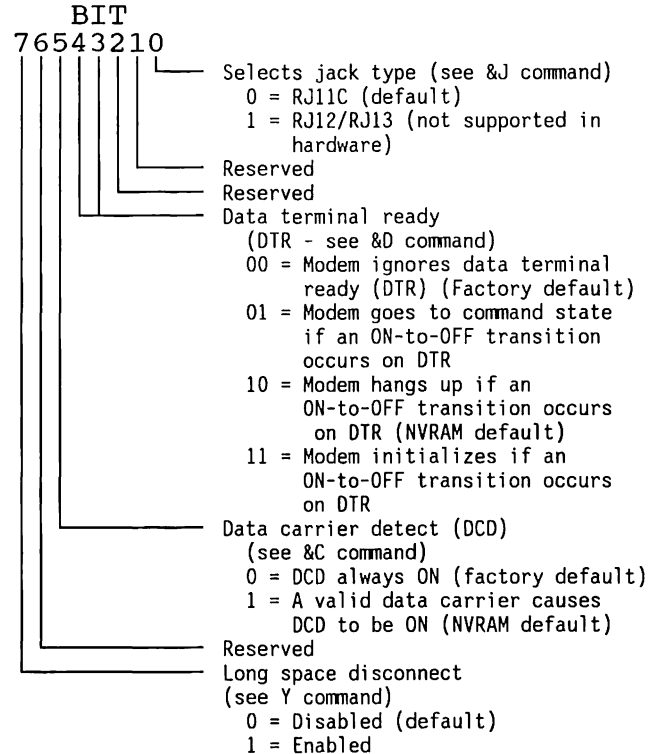 BIT
76543210
Selects jack type (see &J command)
0 = RJ11C (default)
1 = RJ12/RJ13 (not supported in
hardware)
Reserved
Reserved
Data terminal ready
(DTR - see &D command)
00 = Modem ignores data terminal
ready (DTR) (Factory default)
01 = Modem goes to command state
if an ON-to-OFF transition
occurs on DTR
10 = Modem hangs up if an
ON-to-OFF transition occurs
on DTR (NVRAM default)
11 = Modem initializes if an
ON-to-OFF transition occurs
on DTR
Data carrier detect (DCD)
(see &C command)
0 = DCD always ON (factory default)
1 = A valid data carrier causes
DCD to be ON (NVRAM default)
Reserved
Long space disconnect
(see Y command)
0 = Disabled (default)
1 = Enabled